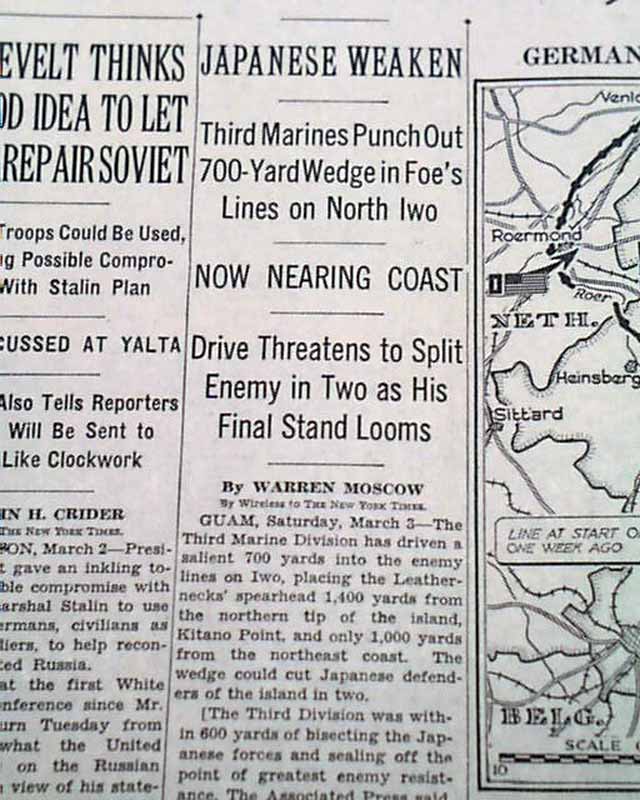 EVELT THINKS
OD IDEA TO LET
REPAIR SOVIET
Troops Could Be Used,
g Possible Compro-
With Stalin Plan
CUSSED AT YALTA
Also Tells Reporters
Will Be Sent to
Like Clockwork
N H. CRIDER
THE NEW YORK TIMES.
ON, March 2—Presi-
t gave an inkling to-
ble compromise with
arshal Stalin to use
ermans, civilians as
diers, to help recon-
ted Russia.
at the first White
nference since Mr.
urn Tuesday from
what the United
on the Russian
view of his state-
JAPANESE WEAKEN
Third Marines Punch Out
700-Yard Wedge in Foe's
Lines on North Iwo
NOW NEARING COAST
Drive Threatens to Split
Enemy in Two as His
Final Stand Looms
By WARREN MOSCOW
By Wireless to THE NEW YORK TIMES.
GUAM, Saturday, March 3—The
Third Marine Division has driven a
salient 700 yards into the enemy
lines on Iwo, placing the Leather-
necks' spearhead 1,400 yards from
the northern tip of the island,
Kitano Point, and only 1,000 yards
from the northeast coast. The
wedge could cut Japanese defend-
ers of the island in two.
[The Third Division was with-
in 600 yards of bisecting the Jap-
anese forces and sealing off the
point of greatest enemy resist-
ance, The Associated Press said
GERMAN
Venlo
Roermond
1
Roer
NETH.
Heinsberg
Sittard
LINE AT START O
ONE WEEK AGO
BELG.
SCALE O
10